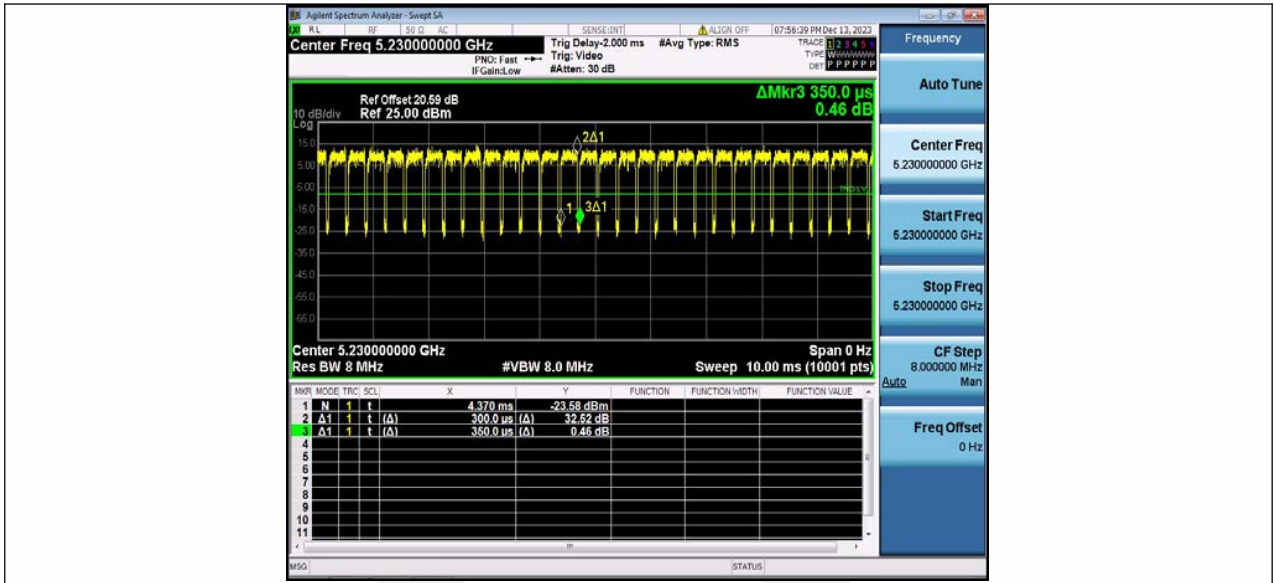 Agilent Spectrum Analyzer - Swept SA
RL RF 50 Ω AC SENSE:INT ALIGN OFF 07:56:39 PM Dec 13, 2023
Center Freq 5.230000000 GHz
PNO: Fast
IFGain:Low
Trig Delay-2.000 ms
Trig: Video
#Atten: 30 dB
#Avg Type: RMS
TRACE 1 2 3 4 5 6
TYPE
DET P P P P P P
Frequency
Auto Tune
Center Freq
5.230000000 GHz
Start Freq
5.230000000 GHz
Stop Freq
5.230000000 GHz
CF Step
8.000000 MHz
Auto Man
Freq Offset
0 Hz
ΔMkr3 350.0 µs
0.46 dB
Ref Offset 20.59 dB
10 dB/div Ref 25.00 dBm
Log
15.0
5.00
-5.00
-15.0
-25.0
-35.0
-45.0
-55.0
-65.0
2Δ1
1
3Δ1
Center 5.230000000 GHz Span 0 Hz
Res BW 8 MHz #VBW 8.0 MHz Sweep 10.00 ms (10001 pts)
MKR MODE TRC SCL X Y FUNCTION FUNCTION WIDTH FUNCTION VALUE
1 N 1 t 4.370 ms -23.58 dBm
2 Δ1 1 t (Δ) 300.0 µs (Δ) 32.52 dB
3 Δ1 1 t (Δ) 350.0 µs (Δ) 0.46 dB
4
5
6
7
8
9
10
11
MSG STATUS